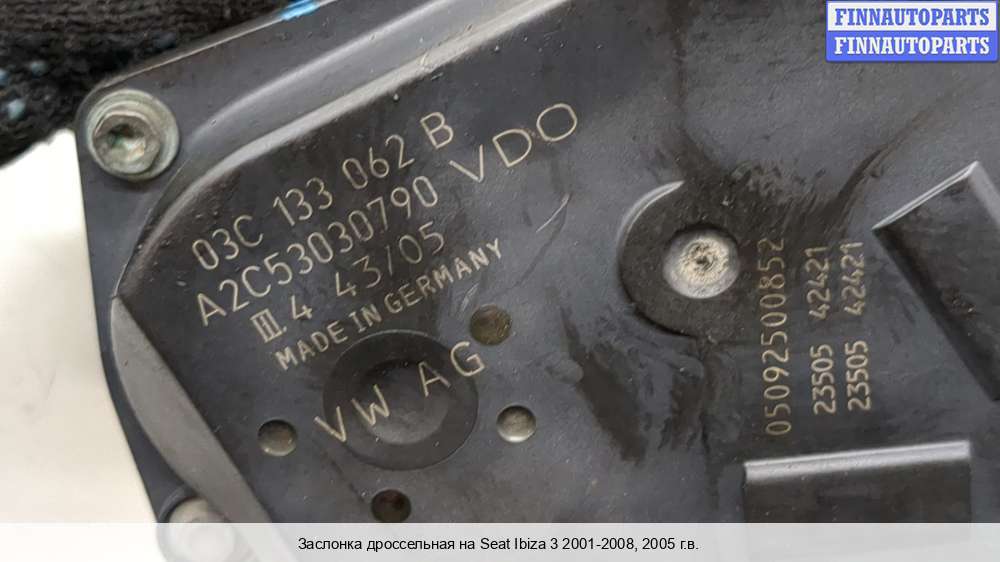 FINNAUTOPARTS
FINNAUTOPARTS
03C 133 062 B
A2C53030790 VDO
III 4 43/05
MADE IN GERMANY
VW AG
05092500852
23505 42421
23505 42421
Заслонка дроссельная на Seat Ibiza 3 2001-2008, 2005 г.в.